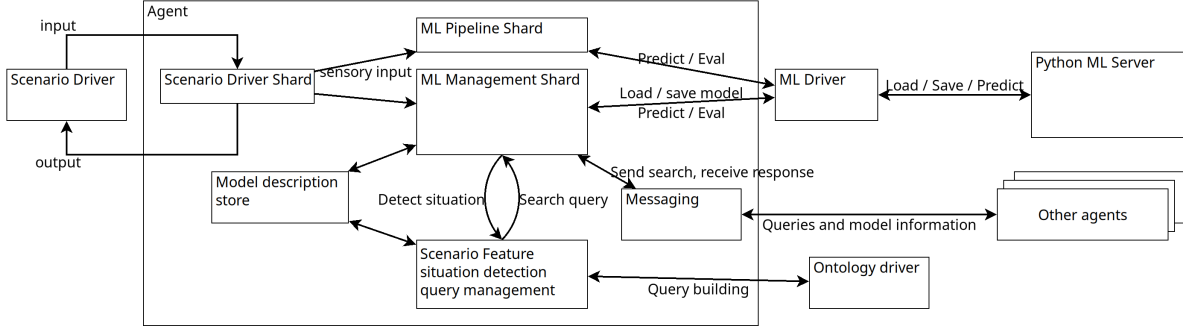 Agent
input
ML Pipeline Shard
Predict / Eval
Python ML Server
Scenario Driver
Scenario Driver Shard
sensory input
ML Management Shard
ML Driver
Load / save model
Load / Save / Predict
Predict / Eval
output
Send search, receive response
Model description
store
Detect situation
Search query
Messaging
Queries and model information
Other agents
Scenario Feature
situation detection
query management
Ontology driver
Query building